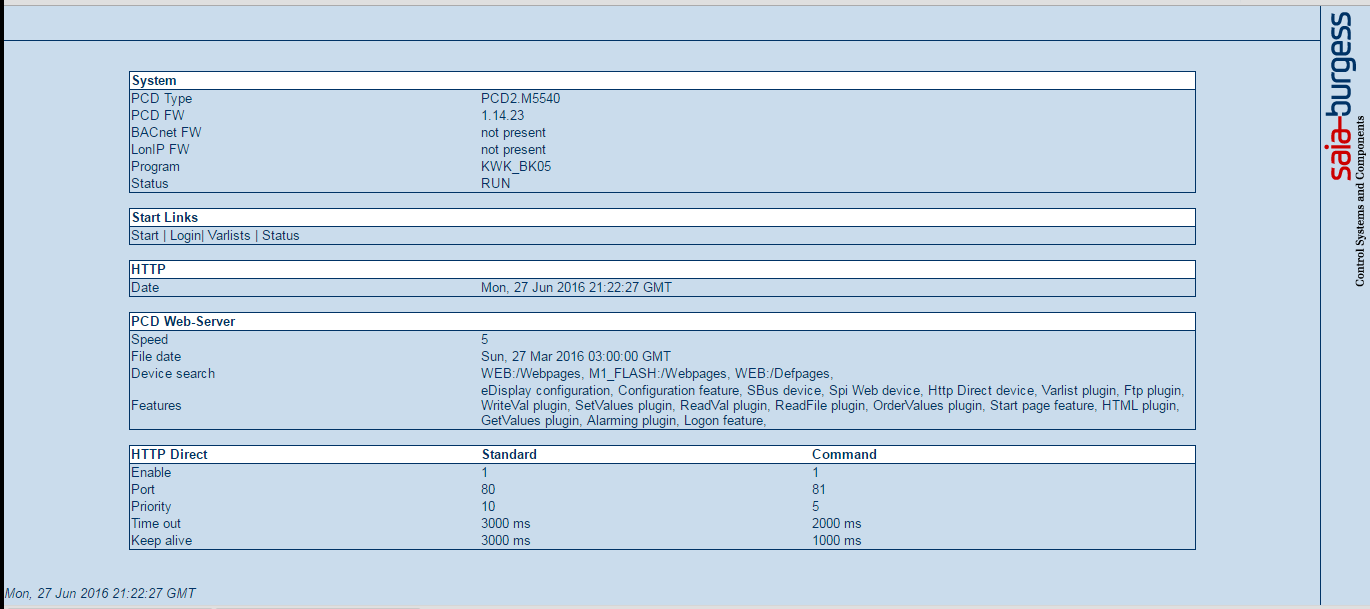 System
PCD Type PCD2.M5540
PCD FW 1.14.23
BACnet FW not present
LonIP FW not present
Program KWK_BK05
Status RUN
Start Links
Start | Login| Varlists | Status
HTTP
Date Mon, 27 Jun 2016 21:22:27 GMT
PCD Web-Server
Speed 5
File date Sun, 27 Mar 2016 03:00:00 GMT
Device search WEB:/Webpages, M1_FLASH:/Webpages, WEB:/Defpages,
Features eDisplay configuration, Configuration feature, SBus device, Spi Web device, Http Direct device, Varlist plugin, Ftp plugin,
WriteVal plugin, SetValues plugin, ReadVal plugin, ReadFile plugin, OrderValues plugin, Start page feature, HTML plugin,
GetValues plugin, Alarming plugin, Logon feature,
HTTP Direct Standard Command
Enable 1 1
Port 80 81
Priority 10 5
Time out 3000 ms 2000 ms
Keep alive 3000 ms 1000 ms
Mon, 27 Jun 2016 21:22:27 GMT
saia-burgess
Control Systems and Components